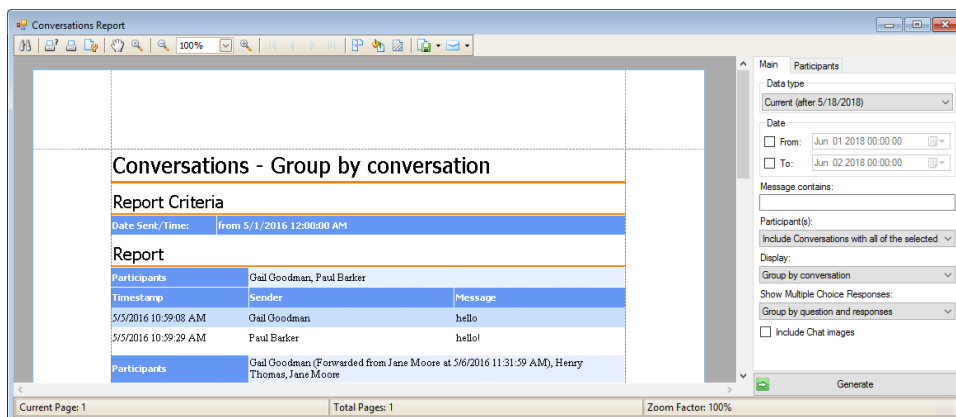 Conversations Report
100%
Conversations - Group by conversation
Report Criteria
Date Sent/Time: from 5/1/2016 12:00:00 AM
Report
Participants Gail Goodman, Paul Barker
Timestamp Sender Message
5/5/2016 10:59:08 AM Gail Goodman hello
5/5/2016 10:59:29 AM Paul Barker hello!
Participants Gail Goodman (Forwarded from Jane Moore at 5/6/2016 11:31:59 AM), Henry
Thomas, Jane Moore
Main Participants
Data type
Current (after 5/18/2018)
Date
From: Jun 01 2018 00:00:00
To: Jun 02 2018 00:00:00
Message contains:
Participant(s):
Include Conversations with all of the selected
Display:
Group by conversation
Show Multiple Choice Responses:
Group by question and responses
Include Chat images
Generate
Current Page: 1 Total Pages: 1 Zoom Factor: 100%